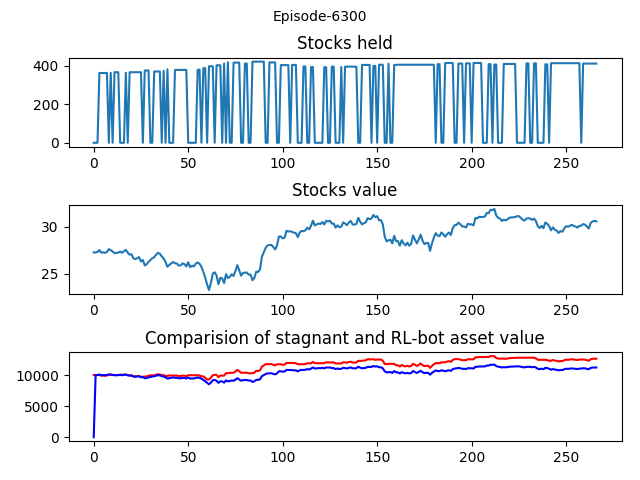 Episode-6300
Stocks held
400
200
0
0 50 100 150 200 250
Stocks value
30
25
0 50 100 150 200 250
Comparision of stagnant and RL-bot asset value
10000
5000
0
0 50 100 150 200 250